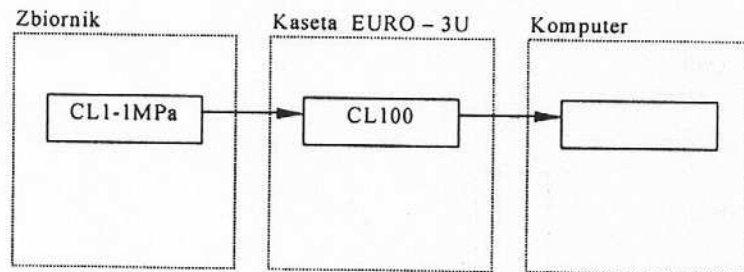 Zbiornik
Kaseta EURO – 3U
Komputer
CL1-1MPa
CL100